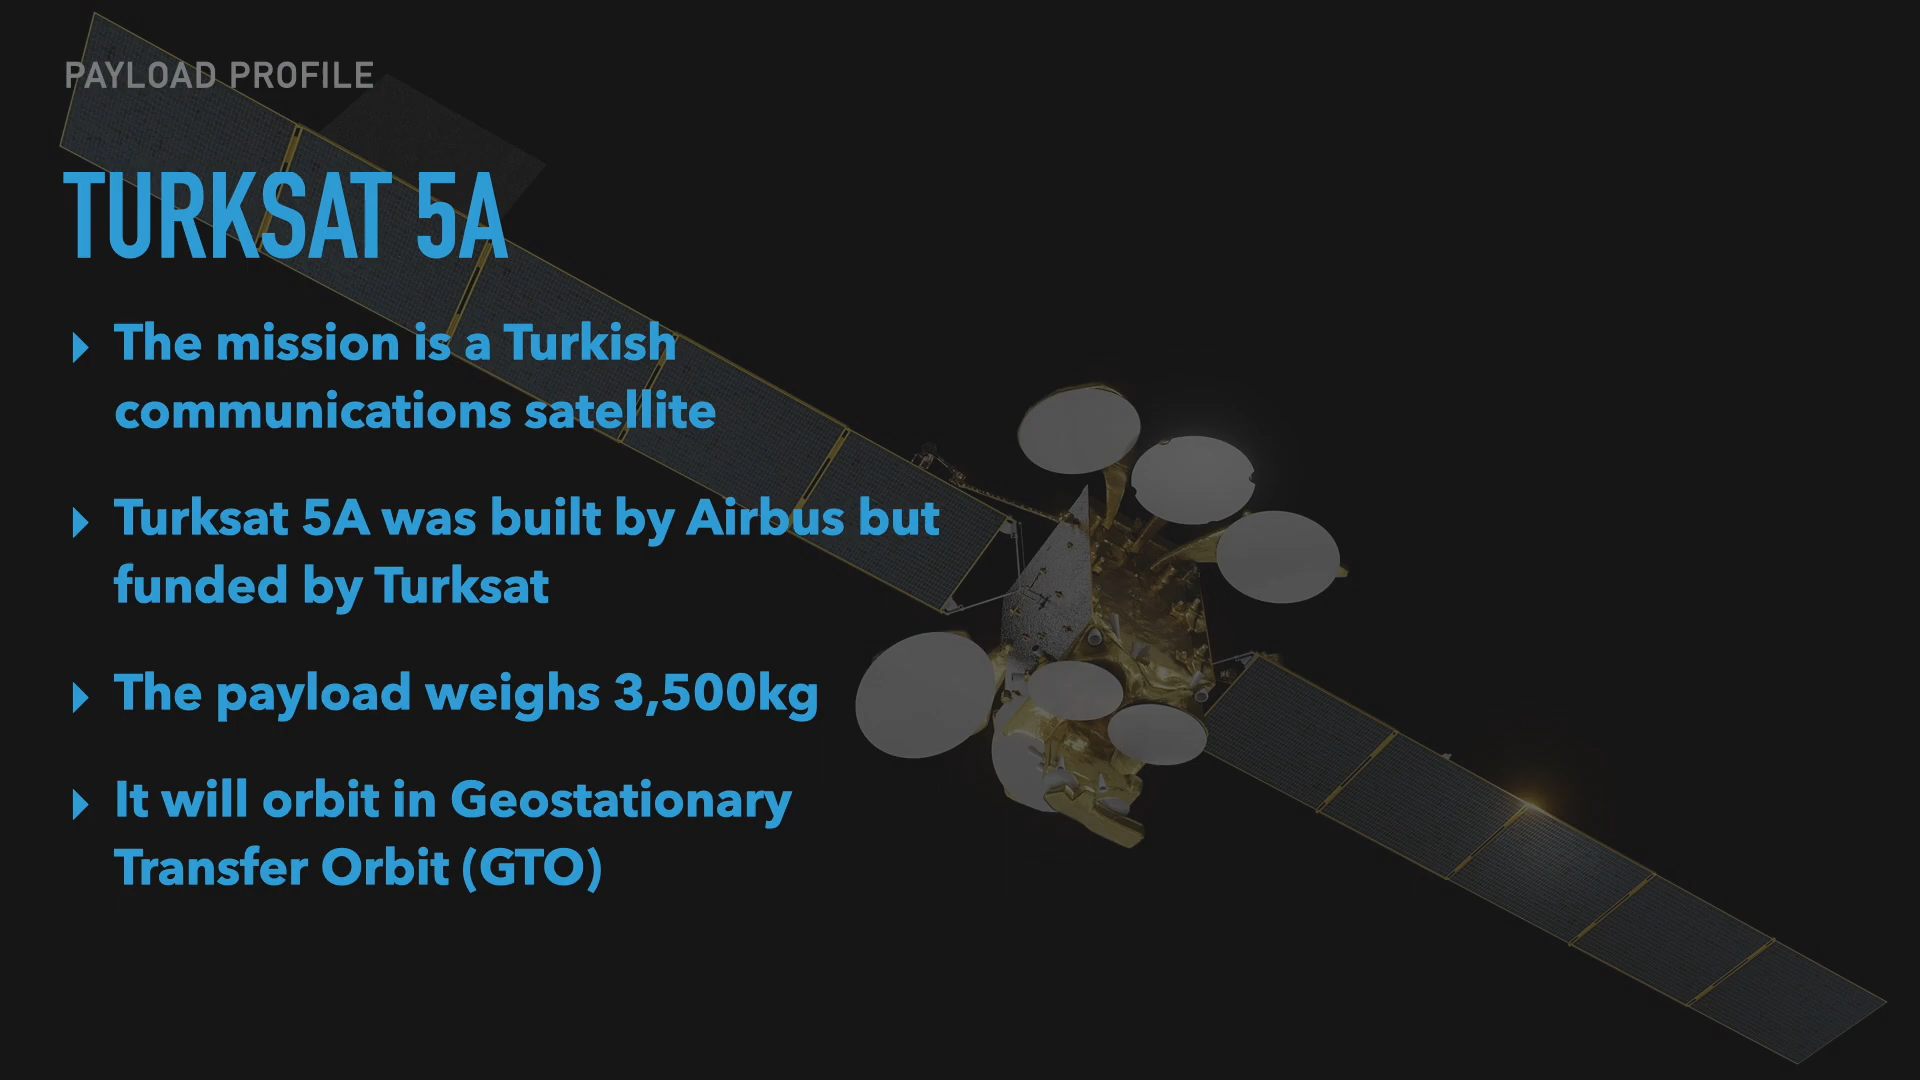 PAYLOAD PROFILE
TURKSAT 5A
▸ The mission is a Turkish
communications satellite
▸ Turksat 5A was built by Airbus but
funded by Turksat
▸ The payload weighs 3,500kg
▸ It will orbit in Geostationary
Transfer Orbit (GTO)